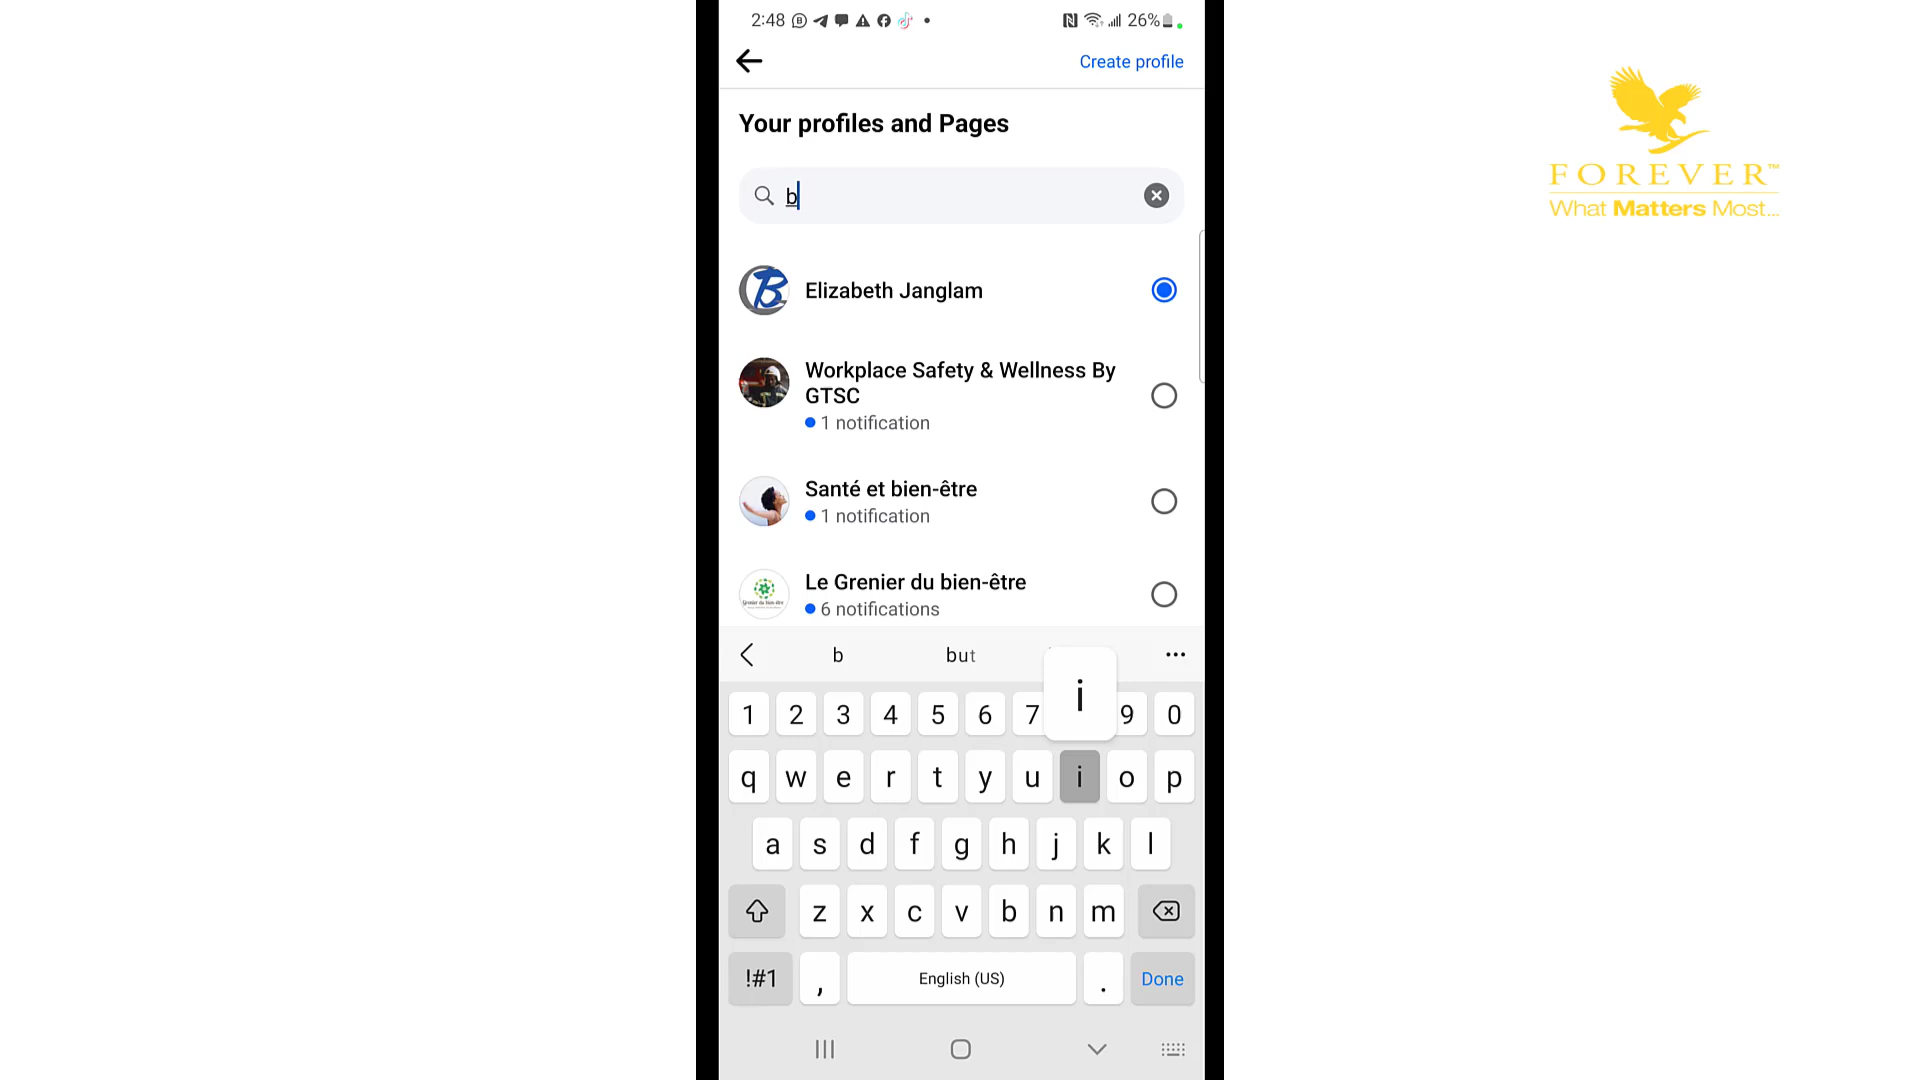 2:48
26%
Create profile
Your profiles and Pages
b
Elizabeth Janglam
Workplace Safety & Wellness By
GTSC
1 notification
Santé et bien-être
1 notification
Le Grenier du bien-être
6 notifications
b but
i
1 2 3 4 5 6 7 9 0
q w e r t y u i o p
a s d f g h j k l
z x c v b n m
!#1 , English (US) . Done
FOREVER™
What Matters Most...